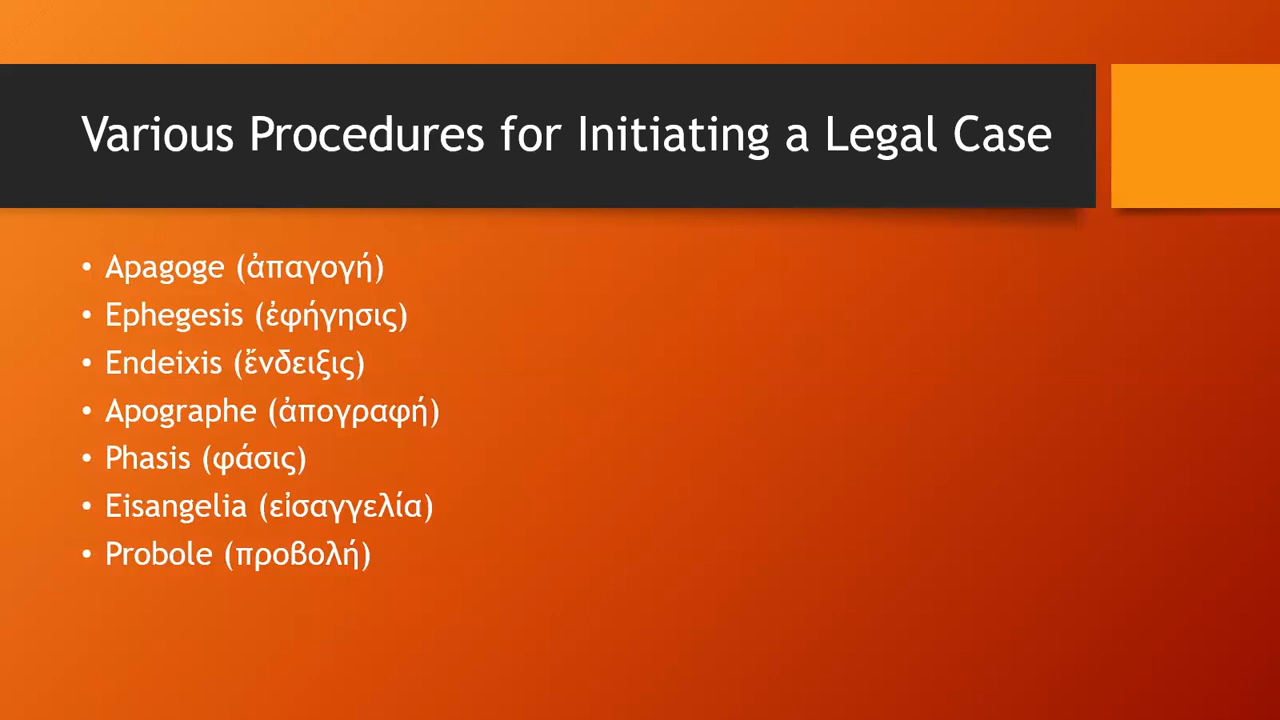 Various Procedures for Initiating a Legal Case
• Apagoge (ἀπαγογή)
• Ephegesis (ἐφήγησις)
• Endeixis (ἔνδειξις)
• Apographe (ἀπογραφή)
• Phasis (φάσις)
• Eisangelia (εἰσαγγελία)
• Probole (προβολή)